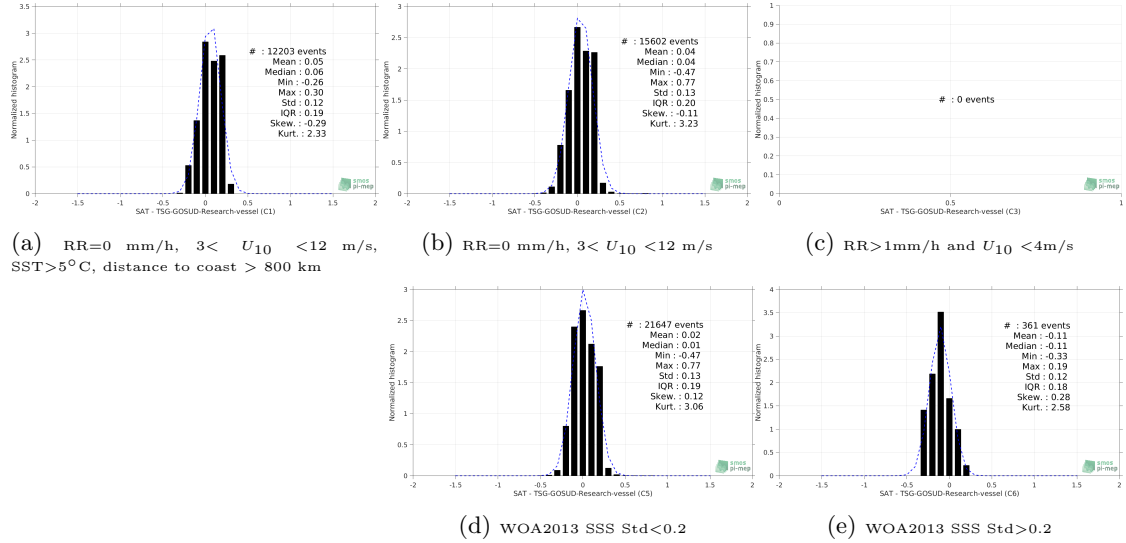 3.5
3
2.5
2
1.5
1
0.5
0
Normalized histogram
# : 12203 events
Mean : 0.05
Median : 0.06
Min : -0.26
Max : 0.30
Std : 0.12
IQR : 0.19
Skew. : -0.29
Kurt. : 2.33
smos
pi-mep
-2 -1.5 -1 -0.5 0 0.5 1 1.5 2
SAT - TSG-GOSUD-Research-vessel (C1)
(a) RR=0 mm/h, 3< U10 <12 m/s,
SST>5°C, distance to coast > 800 km
3
2.5
2
1.5
1
0.5
0
Normalized histogram
# : 15602 events
Mean : 0.04
Median : 0.04
Min : -0.47
Max : 0.77
Std : 0.13
IQR : 0.20
Skew. : -0.11
Kurt. : 3.23
smos
pi-mep
-2 -1.5 -1 -0.5 0 0.5 1 1.5 2
SAT - TSG-GOSUD-Research-vessel (C2)
(b) RR=0 mm/h, 3< U10 <12 m/s
1
0.9
0.8
0.7
0.6
0.5
0.4
0.3
0.2
0.1
0
Normalized histogram
# : 0 events
smos
pi-mep
0 0.5 1
SAT - TSG-GOSUD-Research-vessel (C3)
(c) RR>1mm/h and U10 <4m/s
3
2.5
2
1.5
1
0.5
0
Normalized histogram
# : 21647 events
Mean : 0.02
Median : 0.01
Min : -0.47
Max : 0.77
Std : 0.13
IQR : 0.19
Skew. : 0.12
Kurt. : 3.06
smos
pi-mep
-2 -1.5 -1 -0.5 0 0.5 1 1.5 2
SAT - TSG-GOSUD-Research-vessel (C5)
(d) WOA2013 SSS Std<0.2
4
3.5
3
2.5
2
1.5
1
0.5
0
Normalized histogram
# : 361 events
Mean : -0.11
Median : -0.11
Min : -0.33
Max : 0.19
Std : 0.12
IQR : 0.18
Skew. : 0.28
Kurt. : 2.58
smos
pi-mep
-2 -1.5 -1 -0.5 0 0.5 1 1.5 2
SAT - TSG-GOSUD-Research-vessel (C6)
(e) WOA2013 SSS Std>0.2